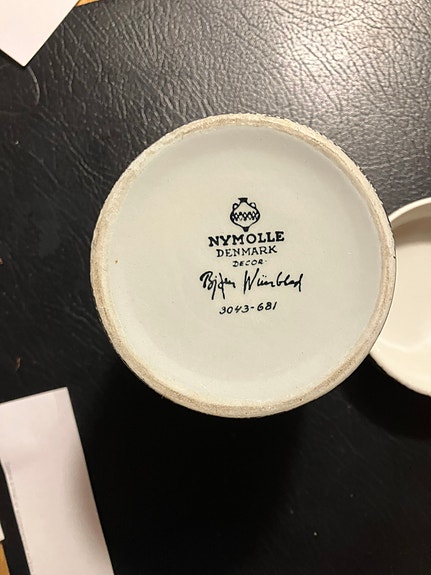 NYMOLLE
DENMARK
DECOR
Bjørn Wiinblad
3043-681